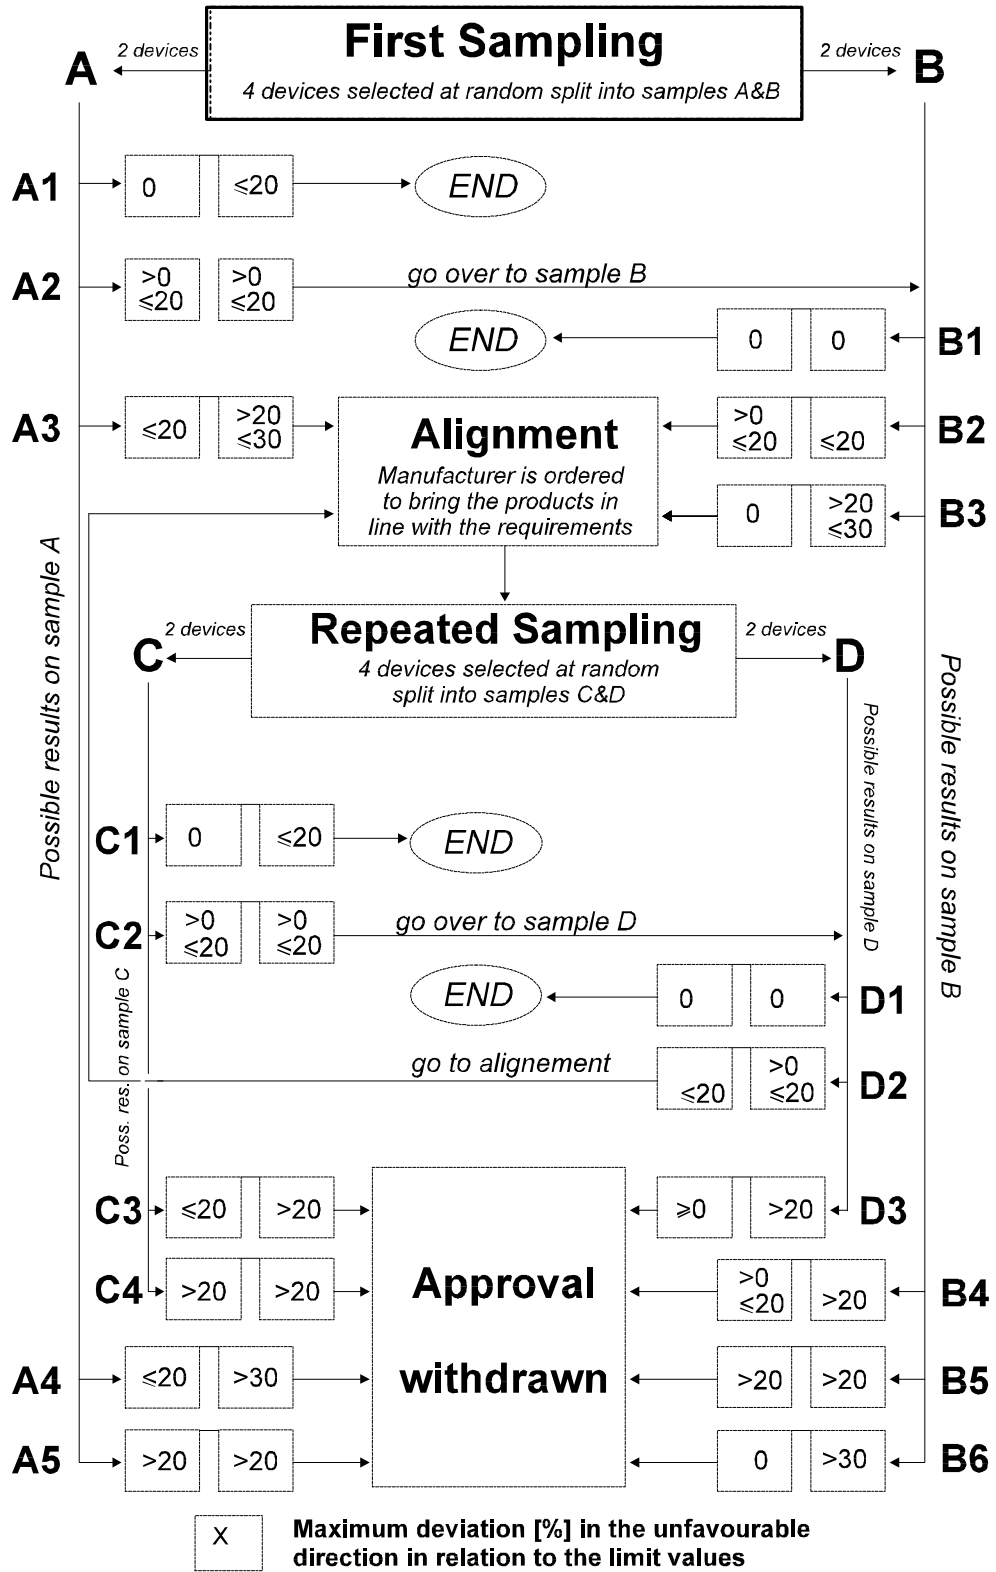 First Sampling
4 devices selected at random split into samples A&B
A
2 devices
2 devices
B
A1
0
⩽20
END
A2
>0
⩽20
>0
⩽20
go over to sample B
END
0
0
B1
A3
⩽20
>20
⩽30
Alignment
Manufacturer is ordered
to bring the products in
line with the requirements
>0
⩽20
⩽20
B2
0
>20
⩽30
B3
Possible results on sample A
Repeated Sampling
4 devices selected at random
split into samples C&D
C
2 devices
2 devices
D
Possible results on sample D
Possible results on sample B
C1
0
⩽20
END
C2
>0
⩽20
>0
⩽20
go over to sample D
END
0
0
D1
Poss. res. on sample C
go to alignement
⩽20
>0
⩽20
D2
C3
⩽20
>20
⩾0
>20
D3
C4
>20
>20
Approval
withdrawn
>0
⩽20
>20
B4
A4
⩽20
>30
>20
>20
B5
A5
>20
>20
0
>30
B6
X
Maximum deviation [%] in the unfavourable
direction in relation to the limit values